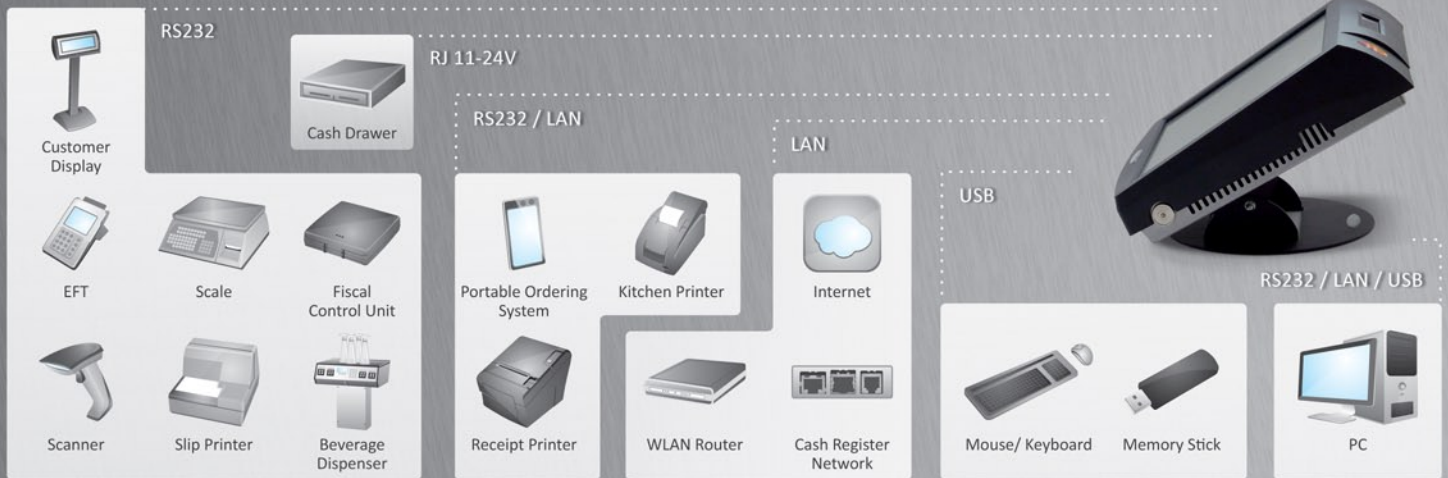 RS232
Customer
Display
EFT
Scale
Fiscal
Control Unit
Scanner
Slip Printer
Beverage
Dispenser
RJ 11-24V
Cash Drawer
RS232 / LAN
Portable Ordering
System
Kitchen Printer
Receipt Printer
LAN
Internet
WLAN Router
Cash Register
Network
USB
Mouse/ Keyboard
Memory Stick
RS232 / LAN / USB
PC